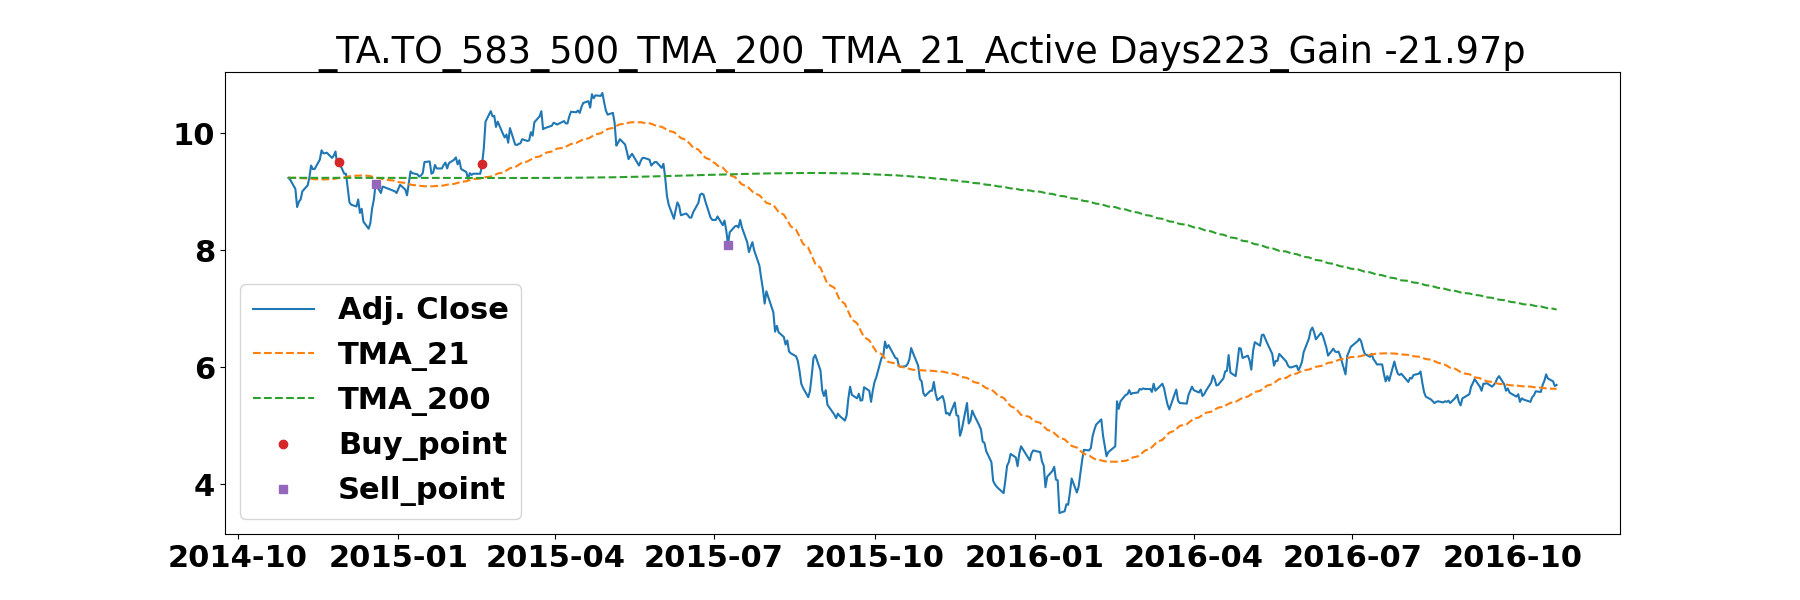 _TA.TO_583_500_TMA_200_TMA_21_Active Days223_Gain -21.97p
10
8
6
4
Adj. Close
TMA_21
TMA_200
Buy_point
Sell_point
2014-10 2015-01 2015-04 2015-07 2015-10 2016-01 2016-04 2016-07 2016-10